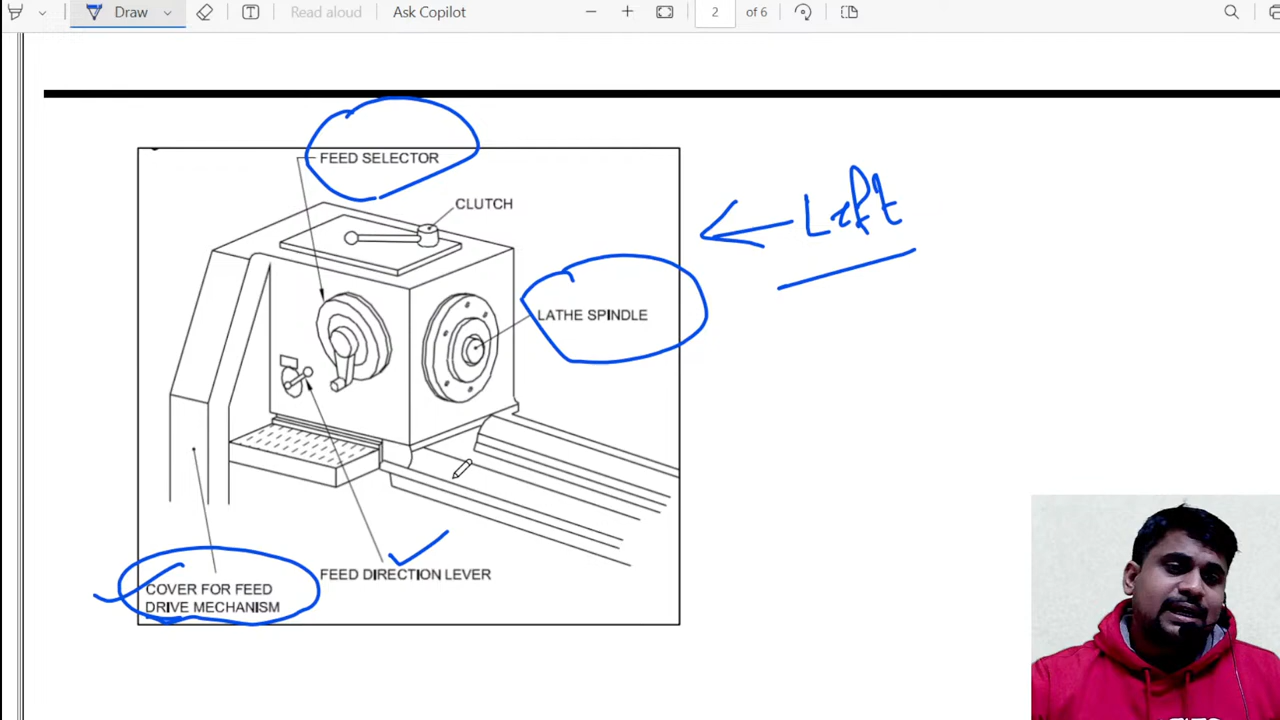 Draw
Read aloud
Ask Copilot
2
of 6
FEED SELECTOR
CLUTCH
Left
LATHE SPINDLE
FEED DIRECTION LEVER
COVER FOR FEED
DRIVE MECHANISM